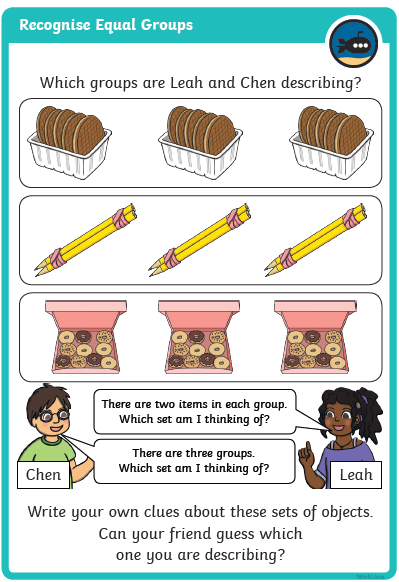 Recognise Equal Groups
Which groups are Leah and Chen describing?
There are two items in each group.
Which set am I thinking of?
There are three groups.
Which set am I thinking of?
Chen
Leah
Write your own clues about these sets of objects.
Can your friend guess which
one you are describing?